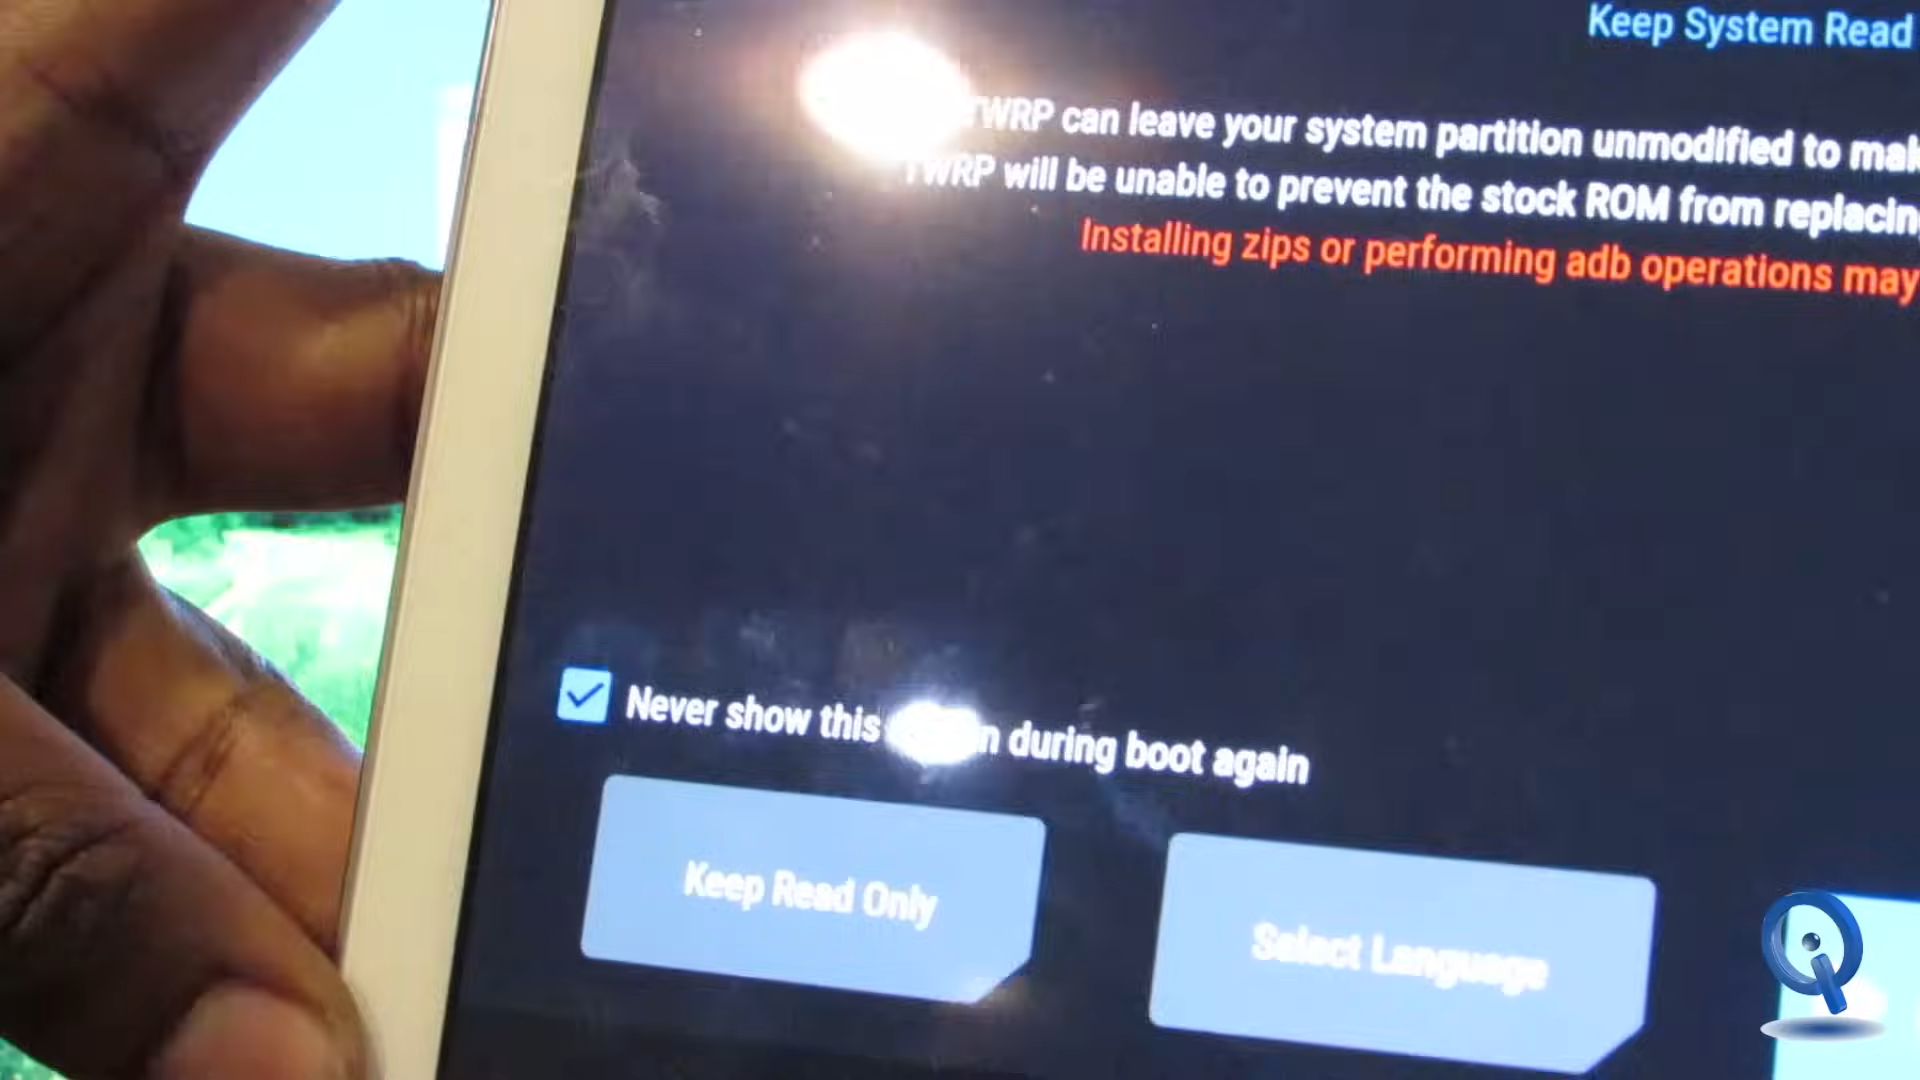 Keep System Read
TWRP can leave your system partition unmodified to
TWRP will be unable to prevent the stock ROM from
Installing zips or performing adb operations may
Never show this during boot again
Keep Read Only
Select Language